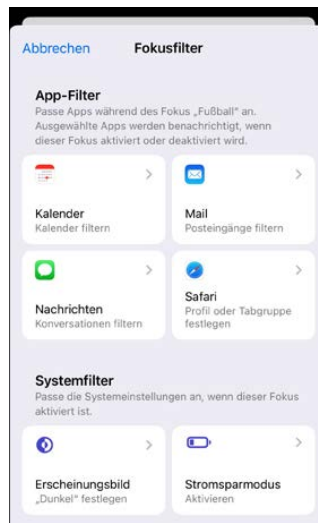 Abbrechen Fokusfilter
App-Filter
Passe Apps während des Fokus „Fußball" an.
Ausgewählte Apps werden benachrichtigt, wenn
dieser Fokus aktiviert oder deaktiviert wird.
Kalender
Kalender filtern
Mail
Posteingänge filtern
Nachrichten
Konversationen filtern
Safari
Profil oder Tabgruppe
festlegen
Systemfilter
Passe die Systemeinstellungen an, wenn dieser Fokus
aktiviert ist.
Erscheinungsbild
„Dunkel" festlegen
Stromsparmodus
Aktivieren